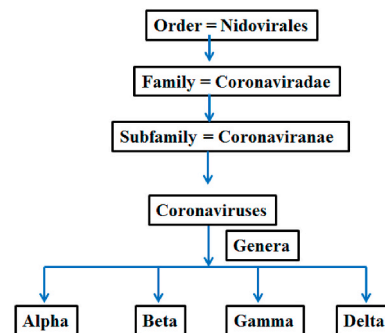 Order = Nidovirales
Family = Coronaviradae
Subfamily = Coronaviranae
Coronaviruses
Genera
Alpha
Beta
Gamma
Delta